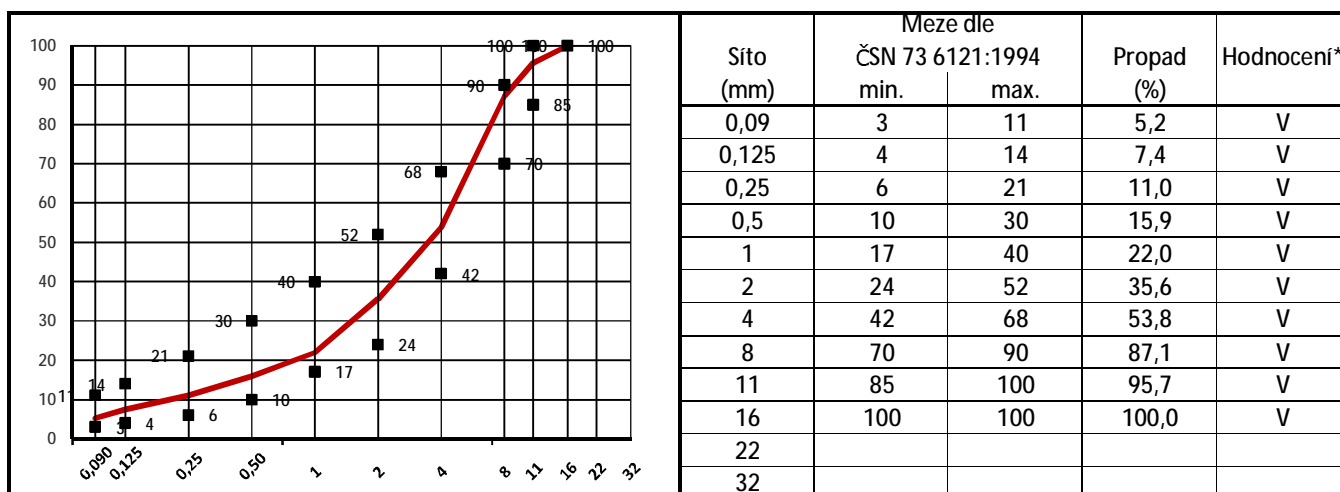 100
90
80
70
60
50
40
30
20
10
0
100 100 100
90
85
68
70
52
40
42
30
21
24
14
17
11
10
6
3
4
0,090 0,125 0,25 0,50 1 2 4 8 11 16 22 32
Meze dle
Síto ČSN 73 6121:1994 Propad Hodnocení*
(mm) min. max. (%)
0,09 3 11 5,2 V
0,125 4 14 7,4 V
0,25 6 21 11,0 V
0,5 10 30 15,9 V
1 17 40 22,0 V
2 24 52 35,6 V
4 42 68 53,8 V
8 70 90 87,1 V
11 85 100 95,7 V
16 100 100 100,0 V
22
32